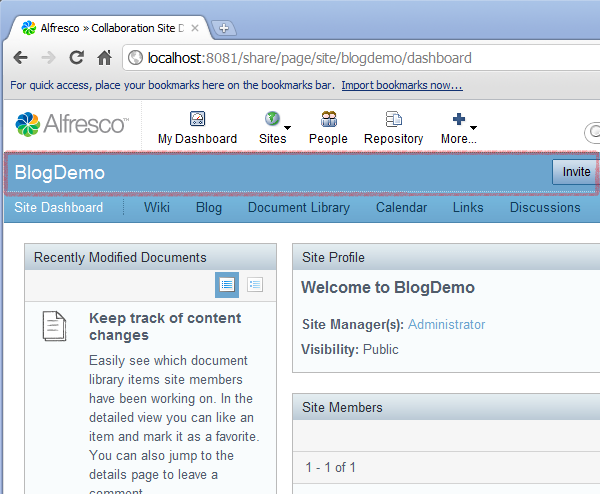 Alfresco » Collaboration Site D
localhost:8081/share/page/site/blogdemo/dashboard
For quick access, place your bookmarks here on the bookmarks bar. Import bookmarks now...
Alfresco™
My Dashboard Sites People Repository More...
BlogDemo
Invite
Site Dashboard Wiki Blog Document Library Calendar Links Discussions
Recently Modified Documents
Keep track of content
changes
Easily see which document
library items site members
have been working on. In the
detailed view you can like an
item and mark it as a favorite.
You can also jump to the
details page to leave a
comment.
Site Profile
Welcome to BlogDemo
Site Manager(s): Administrator
Visibility: Public
Site Members
1 - 1 of 1